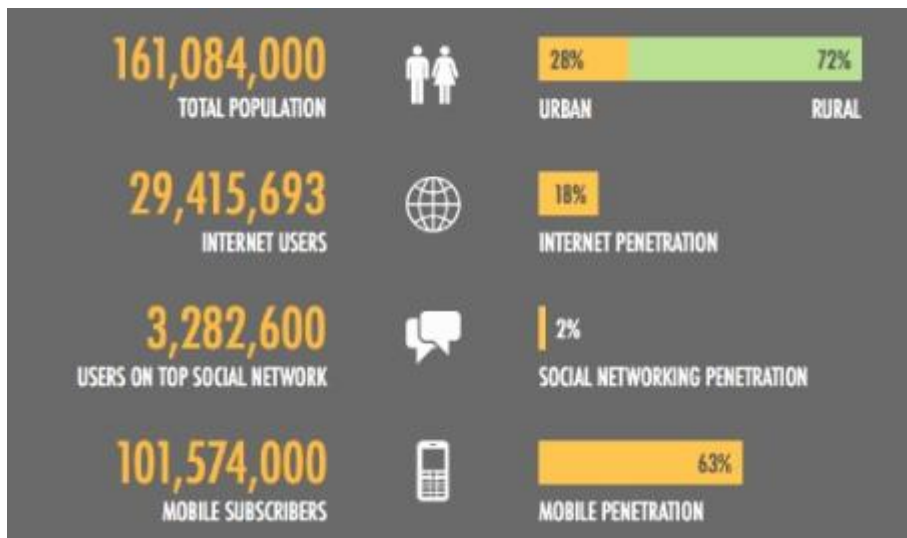 161,084,000
TOTAL POPULATION
28% 72%
URBAN RURAL
29,415,693
INTERNET USERS
18%
INTERNET PENETRATION
3,282,600
USERS ON TOP SOCIAL NETWORK
2%
SOCIAL NETWORKING PENETRATION
101,574,000
MOBILE SUBSCRIBERS
63%
MOBILE PENETRATION